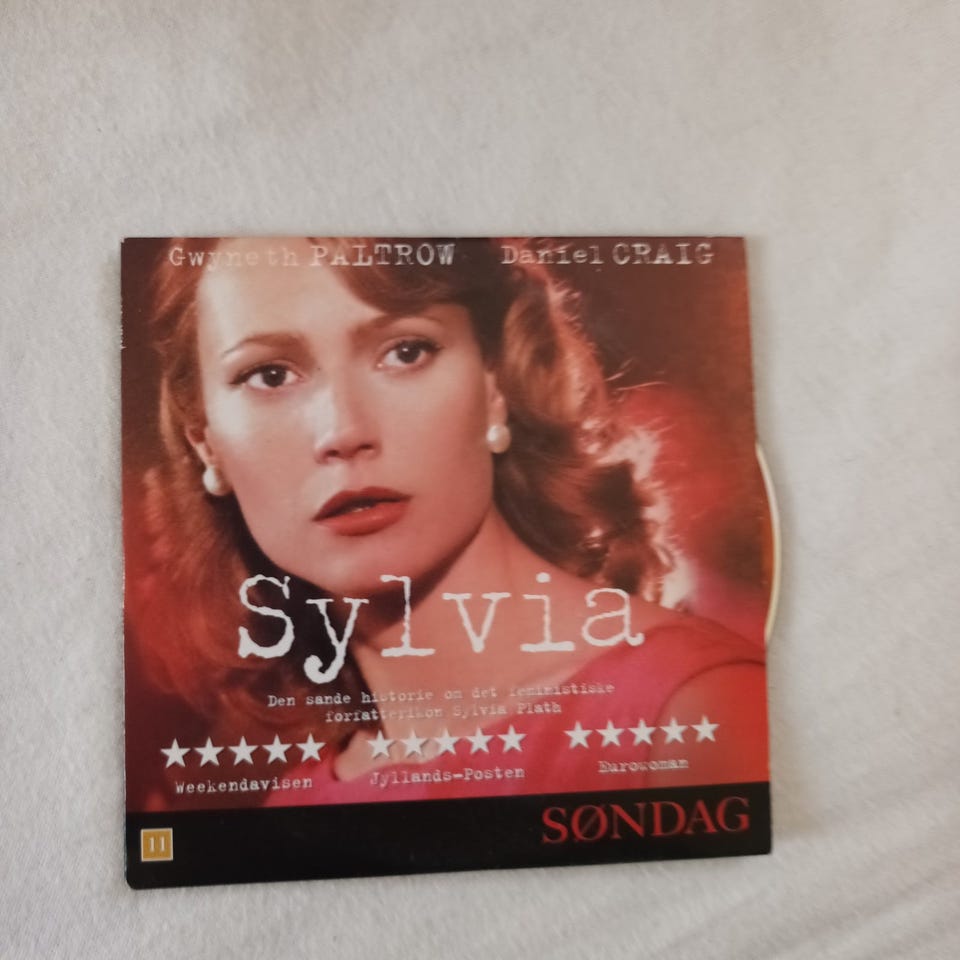 Gwyneth PALTROW Daniel CRAIG
Sylvia
Den sande historie om det feministiske
forfatterikon Sylvia Plath
★★★★★ ★★★★★ ★★★★★
Weekendavisen Jyllands-Posten Eurowoman
SØNDAG
11